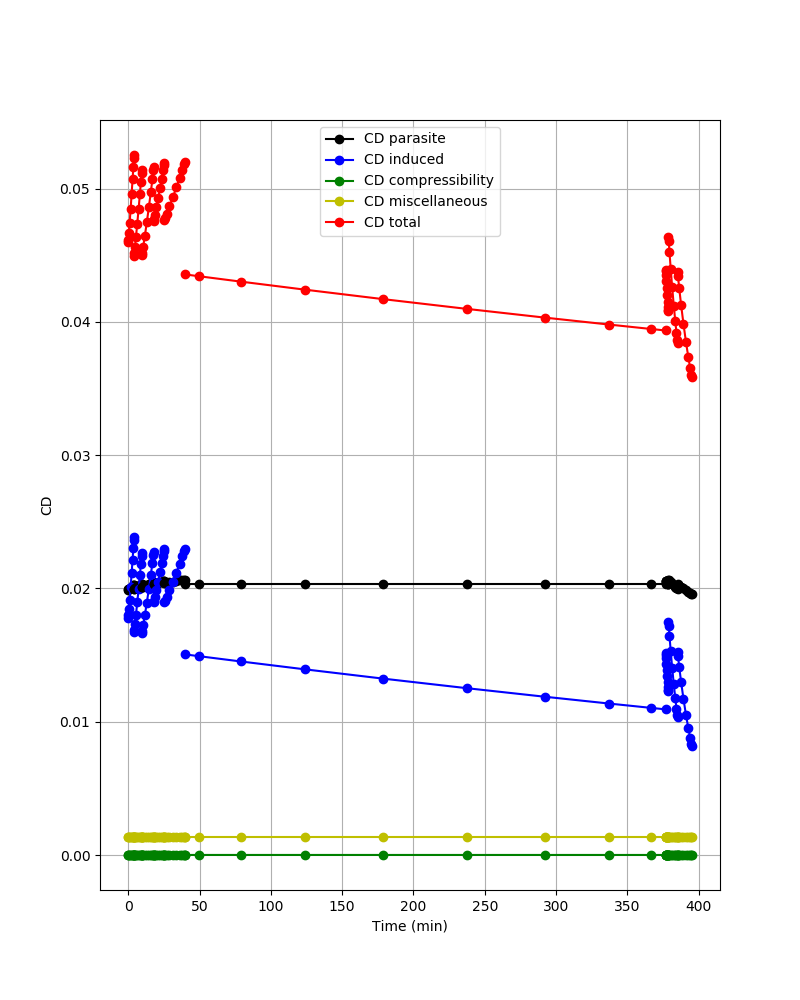 CD parasite
CD induced
CD compressibility
CD miscellaneous
CD total
0.05
0.04
0.03
0.02
0.01
0.00
CD
0 50 100 150 200 250 300 350 400
Time (min)